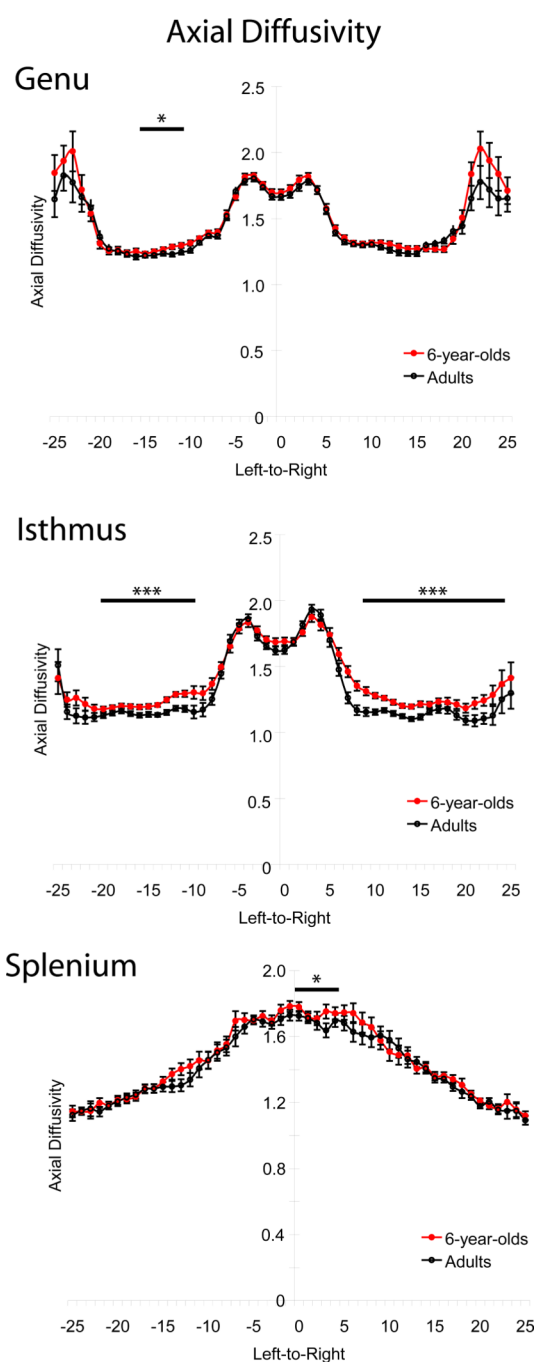 Axial Diffusivity
Genu
2.5
*
2.0
1.5
1.0
0.5
0
Axial Diffusivity
6-year-olds
Adults
-25 -20 -15 -10 -5 0 5 10 15 20 25
Left-to-Right
Isthmus
2.5
*** ***
2.0
1.5
1.0
0.5
0
Axial Diffusivity
6-year-olds
Adults
-25 -20 -15 -10 -5 0 5 10 15 20 25
Left-to-Right
Splenium
2.0
*
1.6
1.2
0.8
0.4
0
Axial Diffusivity
6-year-olds
Adults
-25 -20 -15 -10 -5 0 5 10 15 20 25
Left-to-Right